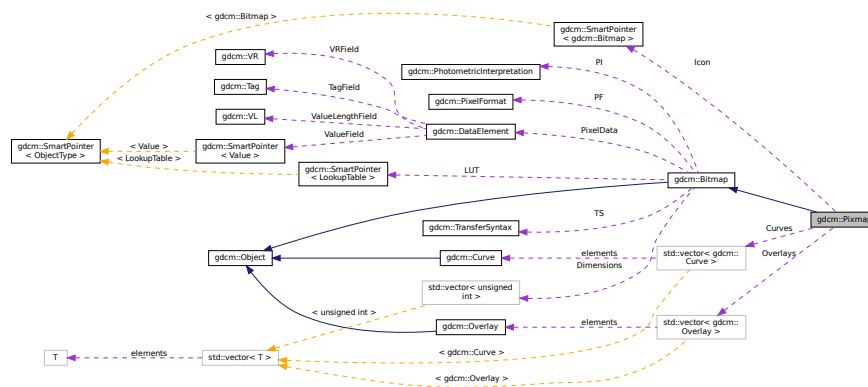 < gdcm::Bitmap >
gdcm::SmartPointer
< gdcm::Bitmap >
Icon
VRField
gdcm::VR
PI
gdcm::PhotometricInterpretation
TagField
gdcm::Tag
PF
gdcm::PixelFormat
ValueLengthField
gdcm::VL
gdcm::DataElement
PixelData
ValueField
gdcm::SmartPointer
< ObjectType >
< Value >
gdcm::SmartPointer
< Value >
< LookupTable >
gdcm::SmartPointer
< LookupTable >
LUT
gdcm::Bitmap
TS
gdcm::Pixmap
gdcm::TransferSyntax
Curves
gdcm::Object
gdcm::Curve
elements
Dimensions
std::vector< gdcm::
Curve >
Overlays
std::vector< unsigned
int >
< unsigned int >
gdcm::Overlay
elements
std::vector< gdcm::
Overlay >
T
elements
std::vector< T >
< gdcm::Curve >
< gdcm::Overlay >